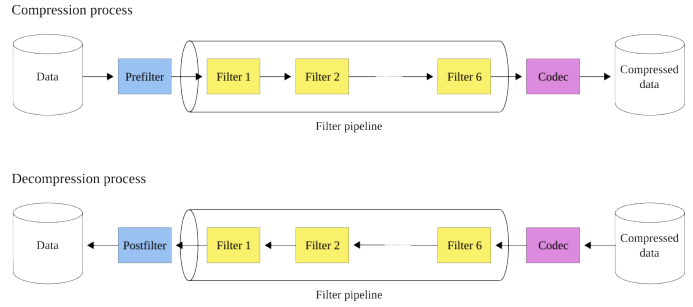 Compression process
Data
Prefilter
Filter 1
Filter 2
Filter 6
Codec
Compressed
data
Filter pipeline
Decompression process
Data
Postfilter
Filter 1
Filter 2
Filter 6
Codec
Compressed
data
Filter pipeline